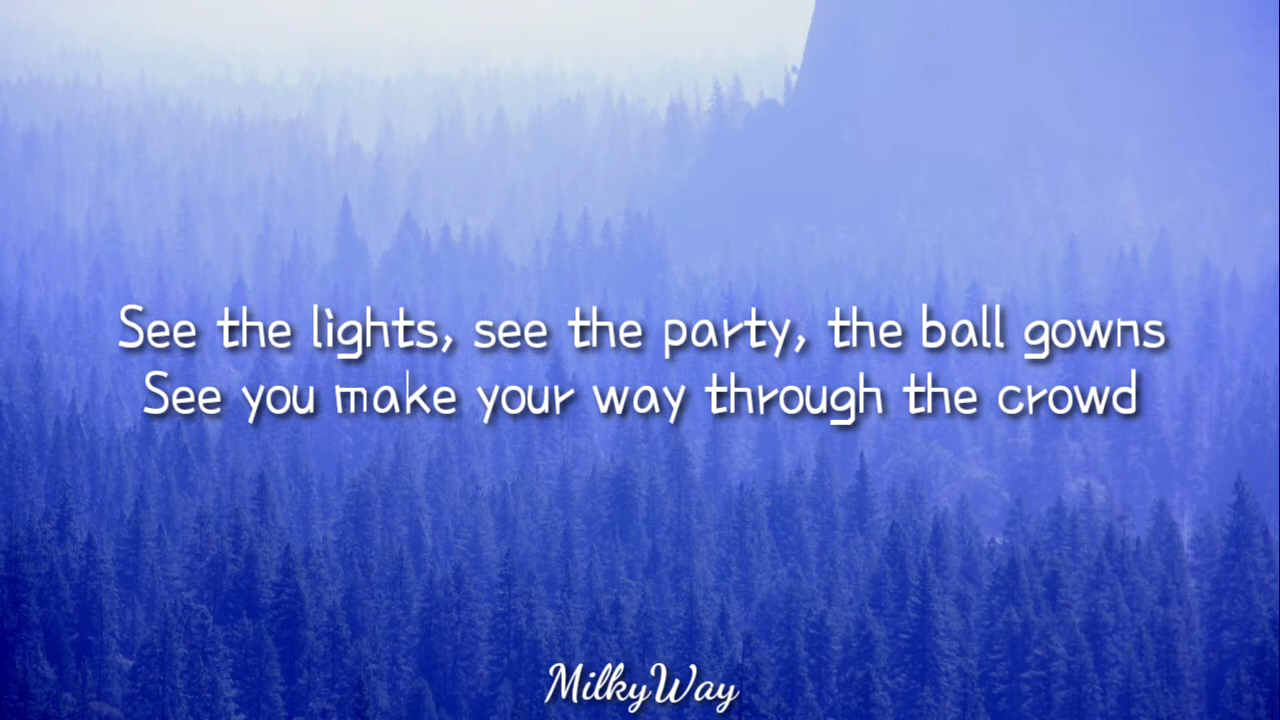 See the lights, see the party, the ball gowns
See you make your way through the crowd
MilkyWay